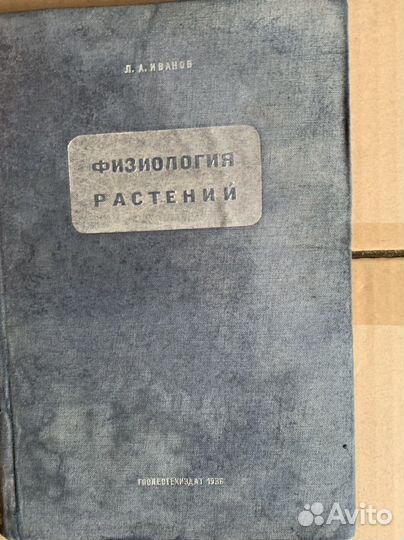 Л. А. ИВАНОВ
ФИЗИОЛОГИЯ
РАСТЕНИЙ
ГОСЛЕСТЕХИЗДАТ 1936
Avito